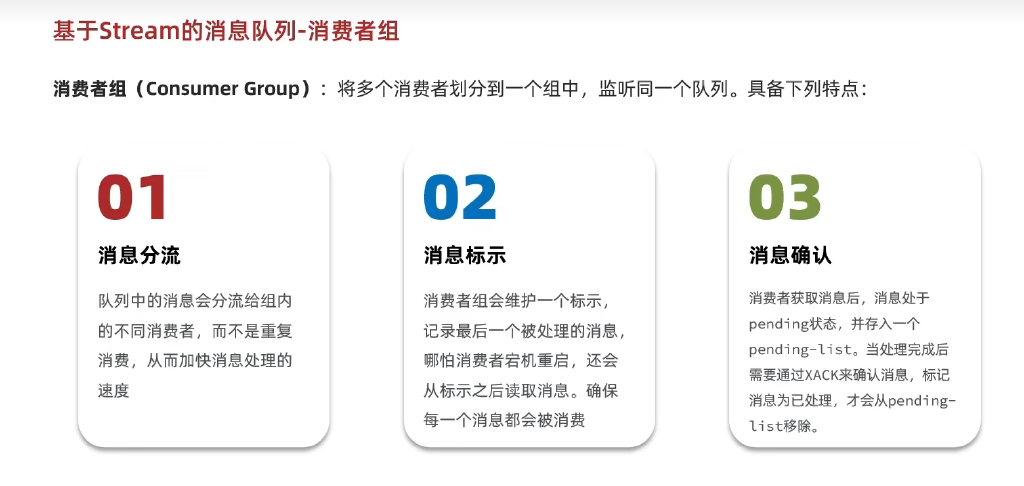 基于Stream的消息队列-消费者组
消费者组（Consumer Group）：将多个消费者划分到一个组中，监听同一个队列。具备下列特点：
01
消息分流
队列中的消息会分流给组内
的不同消费者，而不是重复
消费，从而加快消息处理的
速度
02
消息标示
消费者组会维护一个标示，
记录最后一个被处理的消息，
哪怕消费者宕机重启，还会
从标示之后读取消息。确保
每一个消息都会被消费
03
消息确认
消费者获取消息后，消息处于
pending状态，并存入一个
pending-list。当处理完成后
需要通过XACK来确认消息，标记
消息为已处理，才会从pending-
list移除。